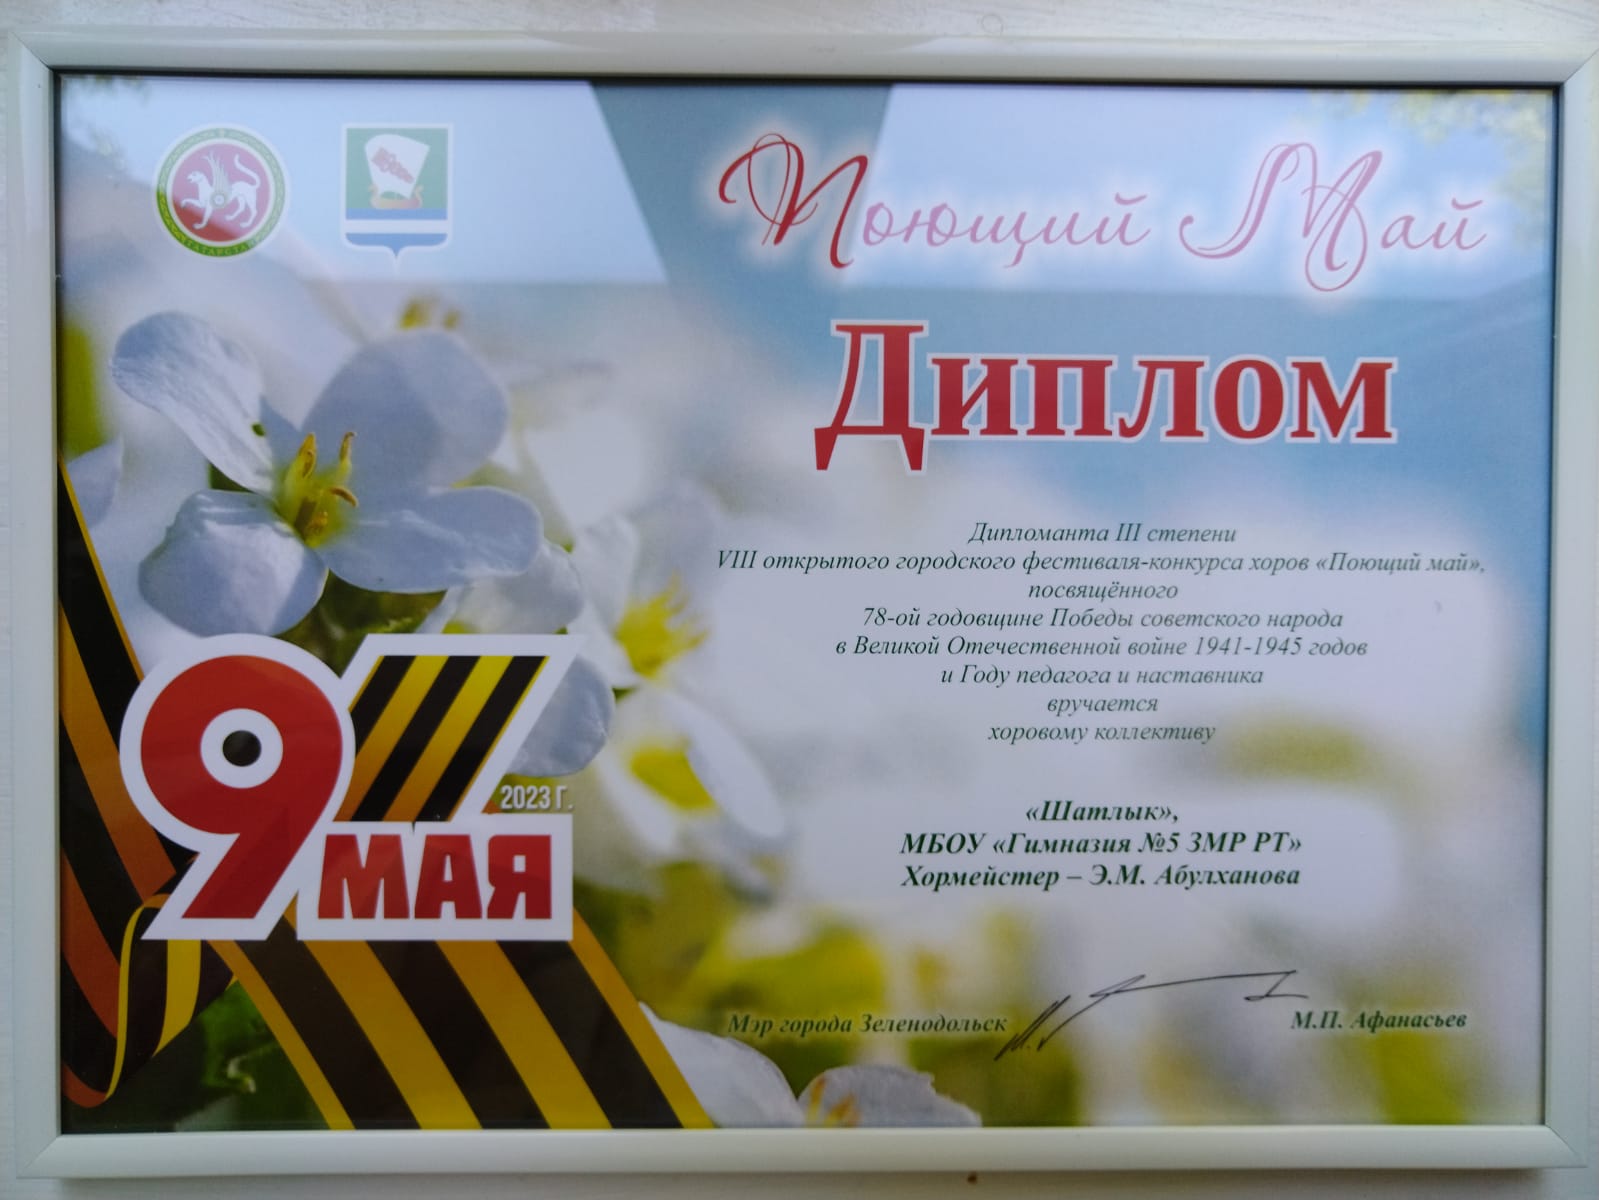 ТАТАРСТАН
Поющий Май
Диплом
Дипломанта III степени
VIII открытого городского фестиваля-конкурса хоров «Поющий май»,
посвящённого
78-ой годовщине Победы советского народа
в Великой Отечественной войне 1941-1945 годов
и Году педагога и наставника
вручается
хоровому коллективу
«Шатлык»,
МБОУ «Гимназия №5 ЗМР РТ»
Хормейстер – Э.М. Абулханова
9
2023 Г.
МАЯ
Мэр города Зеленодольск
М.П. Афанасьев